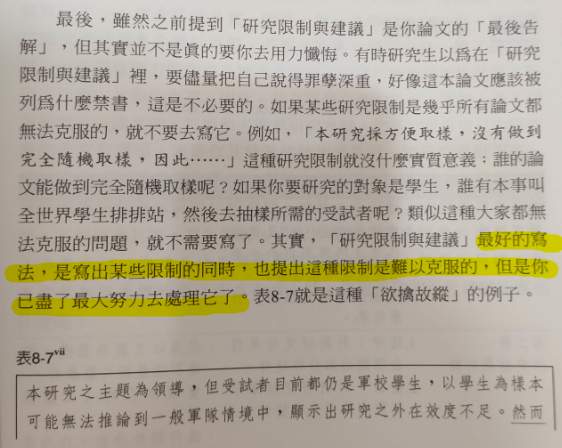 最後，雖然之前提到「研究限制與建議」是你論文的「最後告
解」，但其實並不是真的要你去用力懺悔。有時研究生以為在「研究
限制與建議」裡，要儘量把自己說得罪孽深重，好像這本論文應該被
列爲什麼禁書，這是不必要的。如果某些研究限制是幾乎所有論文都
無法克服的，就不要去寫它。例如，「本研究採方便取樣，沒有做到
完全隨機取樣，因此……」這種研究限制就沒什麼實質意義；誰的論
文能做到完全隨機取樣呢？如果你要研究的對象是學生，誰有本事叫
全世界學生排排站，然後去抽樣所需的受試者呢？類似這種大家都無
法克服的問題，就不需要寫了。其實，「研究限制與建議」最好的寫
法，是寫出某些限制的同時，也提出這種限制是難以克服的，但是你
已盡了最大努力去處理它了。表8-7就是這種「欲擒故縱」的例子。
表8-7vii
本研究之主題為領導，但受試者目前都仍是軍校學生，以學生為樣本
可能無法推論到一般軍隊情境中，顯示出研究之外在效度不足。然而